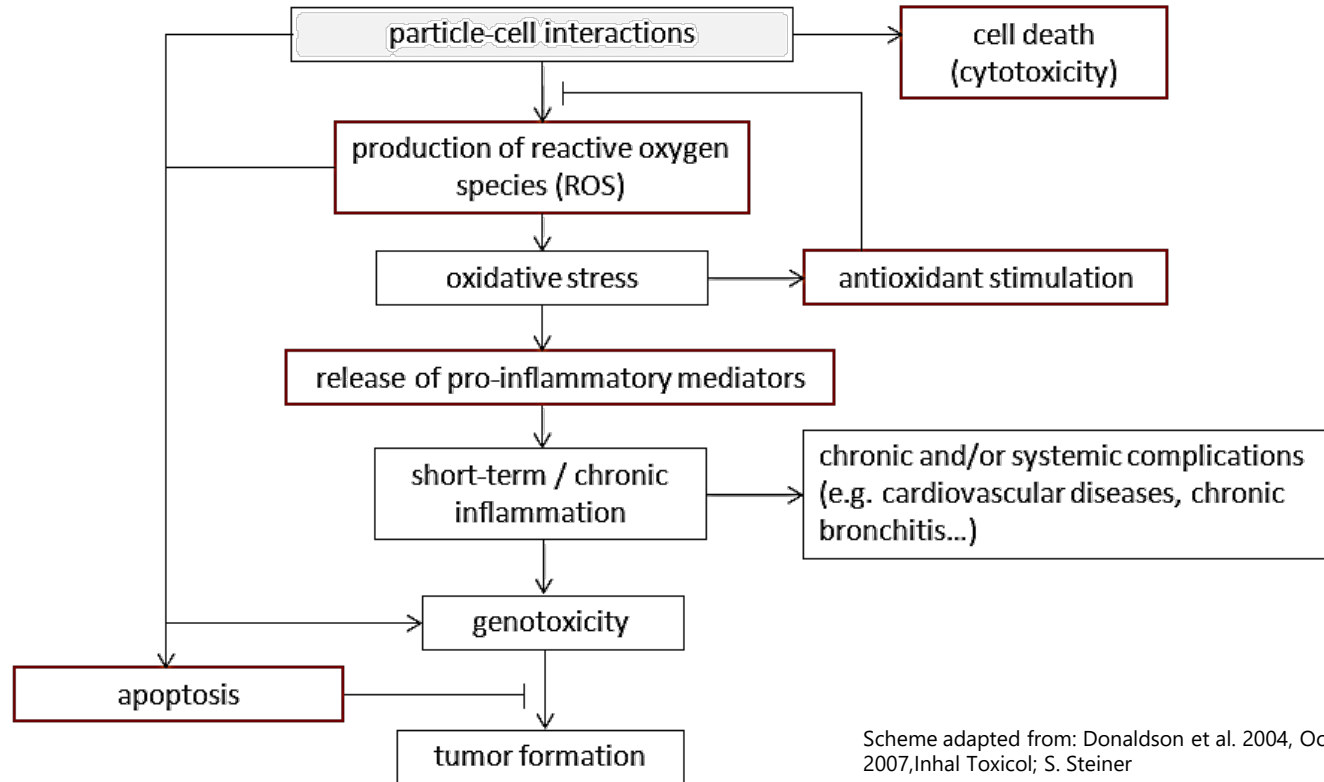 particle-cell interactions
cell death
(cytotoxicity)
production of reactive oxygen
species (ROS)
oxidative stress
antioxidant stimulation
release of pro-inflammatory mediators
short-term / chronic
inflammation
chronic and/or systemic complications
(e.g. cardiovascular diseases, chronic
bronchitis...)
genotoxicity
apoptosis
tumor formation
Scheme adapted from: Donaldson et al. 2004,
2007,Inhal Toxicol; S. Steiner